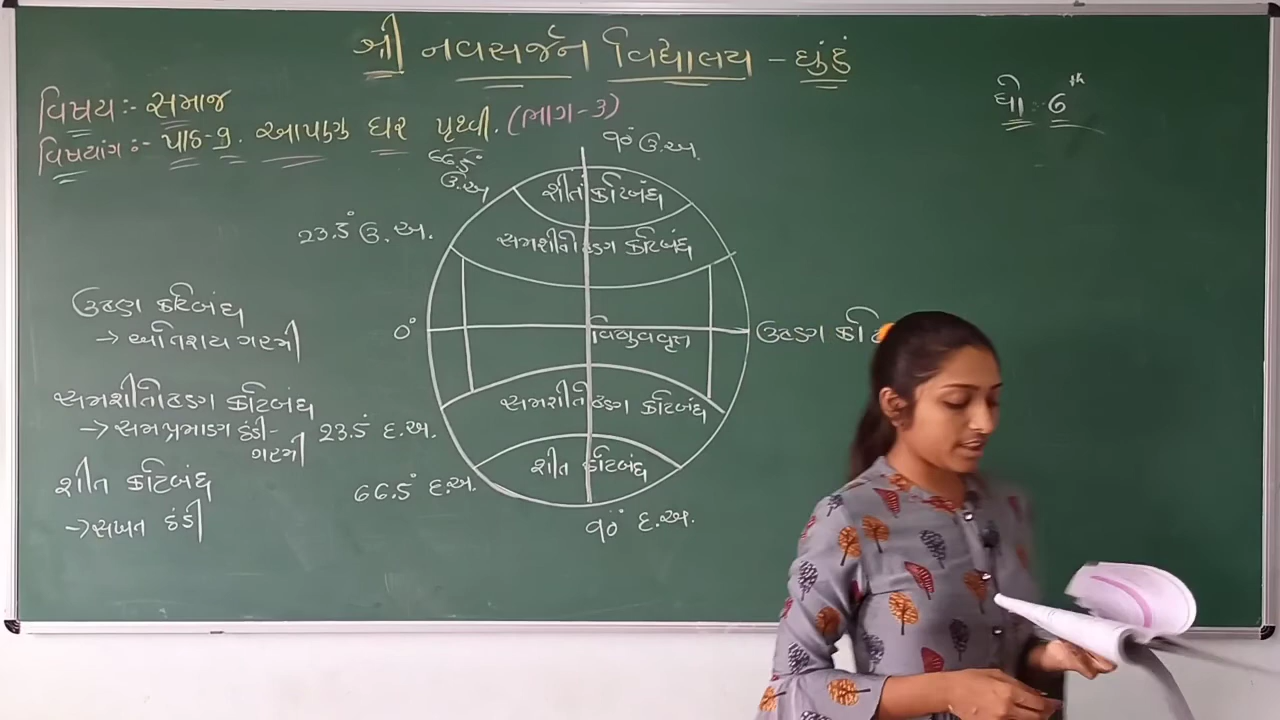 શ્રી નવસર્જન વિદ્યાલય - ઘુંટુ
ધો :- 6th
વિષય :- સમાજ
વિષયાંગ :- પાઠ-9. આપણુ ઘર પૃથ્વી. (ભાગ-3)
90° ઉ.અ.
66.5° ઉ.અ
શીત કટિબંધ
23.5° ઉ.અ.
સમશીતોષ્ણ કટિબંધ
ઉષ્ણ કટિબંધ
→ અતિશય ગરમી
0°
વિષુવવૃત્ત
ઉષ્ણ કટિ
સમશીતોષ્ણ કટિબંધ
→ સમપ્રમાણ ઠંડી-
ગરમી
સમશીતોષ્ણ કટિબંધ
23.5° દ.અ.
શીત કટિબંધ
→ સખત ઠંડી
શીત કટિબંધ
66.5° દ.અ.
90° દ.અ.